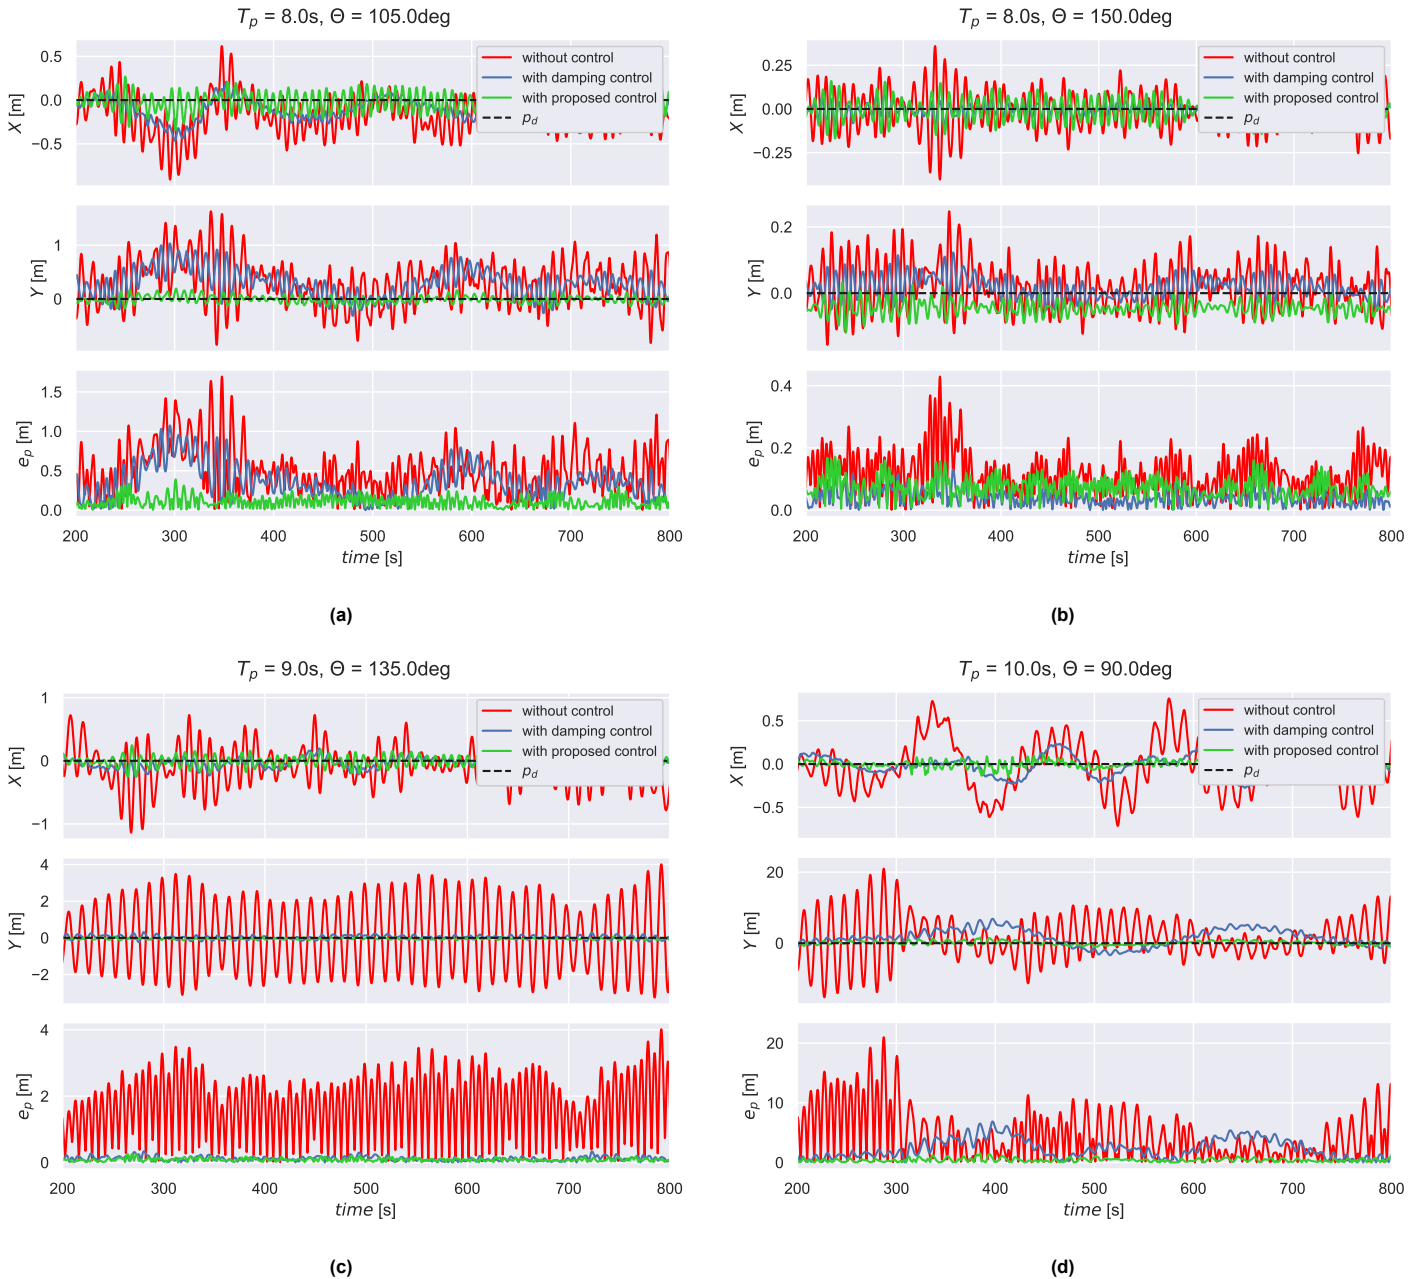 T_p = 8.0s, Θ = 105.0deg
0.5
0.0
−0.5
X [m]
without control
with damping control
with proposed control
p_d
1
0
Y [m]
1.5
1.0
0.5
0.0
e_p [m]
200 300 400 500 600 700 800
time [s]
(a)
T_p = 8.0s, Θ = 150.0deg
0.25
0.00
−0.25
X [m]
without control
with damping control
with proposed control
p_d
0.2
0.0
Y [m]
0.4
0.2
0.0
e_p [m]
200 300 400 500 600 700 800
time [s]
(b)
T_p = 9.0s, Θ = 135.0deg
1
0
−1
X [m]
without control
with damping control
with proposed control
p_d
4
2
0
−2
Y [m]
4
2
0
e_p [m]
200 300 400 500 600 700 800
time [s]
(c)
T_p = 10.0s, Θ = 90.0deg
0.5
0.0
−0.5
X [m]
without control
with damping control
with proposed control
p_d
20
0
Y [m]
20
10
0
e_p [m]
200 300 400 500 600 700 800
time [s]
(d)